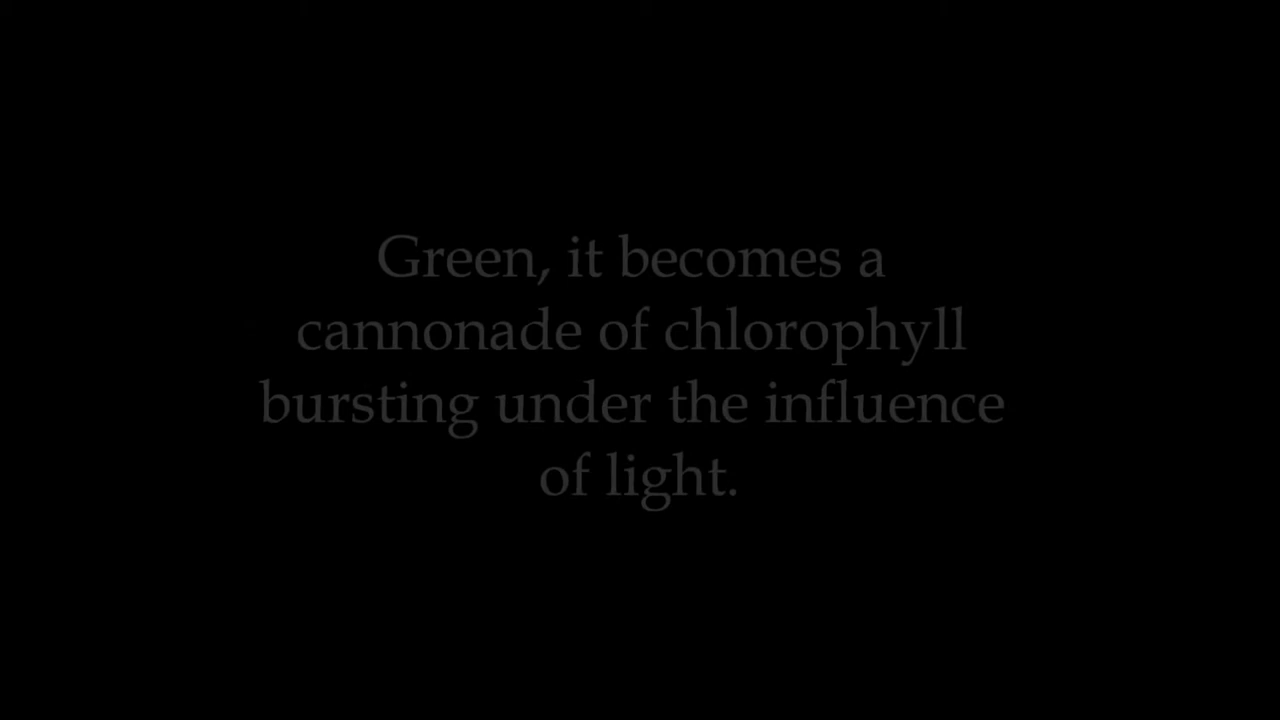 Green, it becomes a
cannonade of chlorophyll
bursting under the influence
of light.